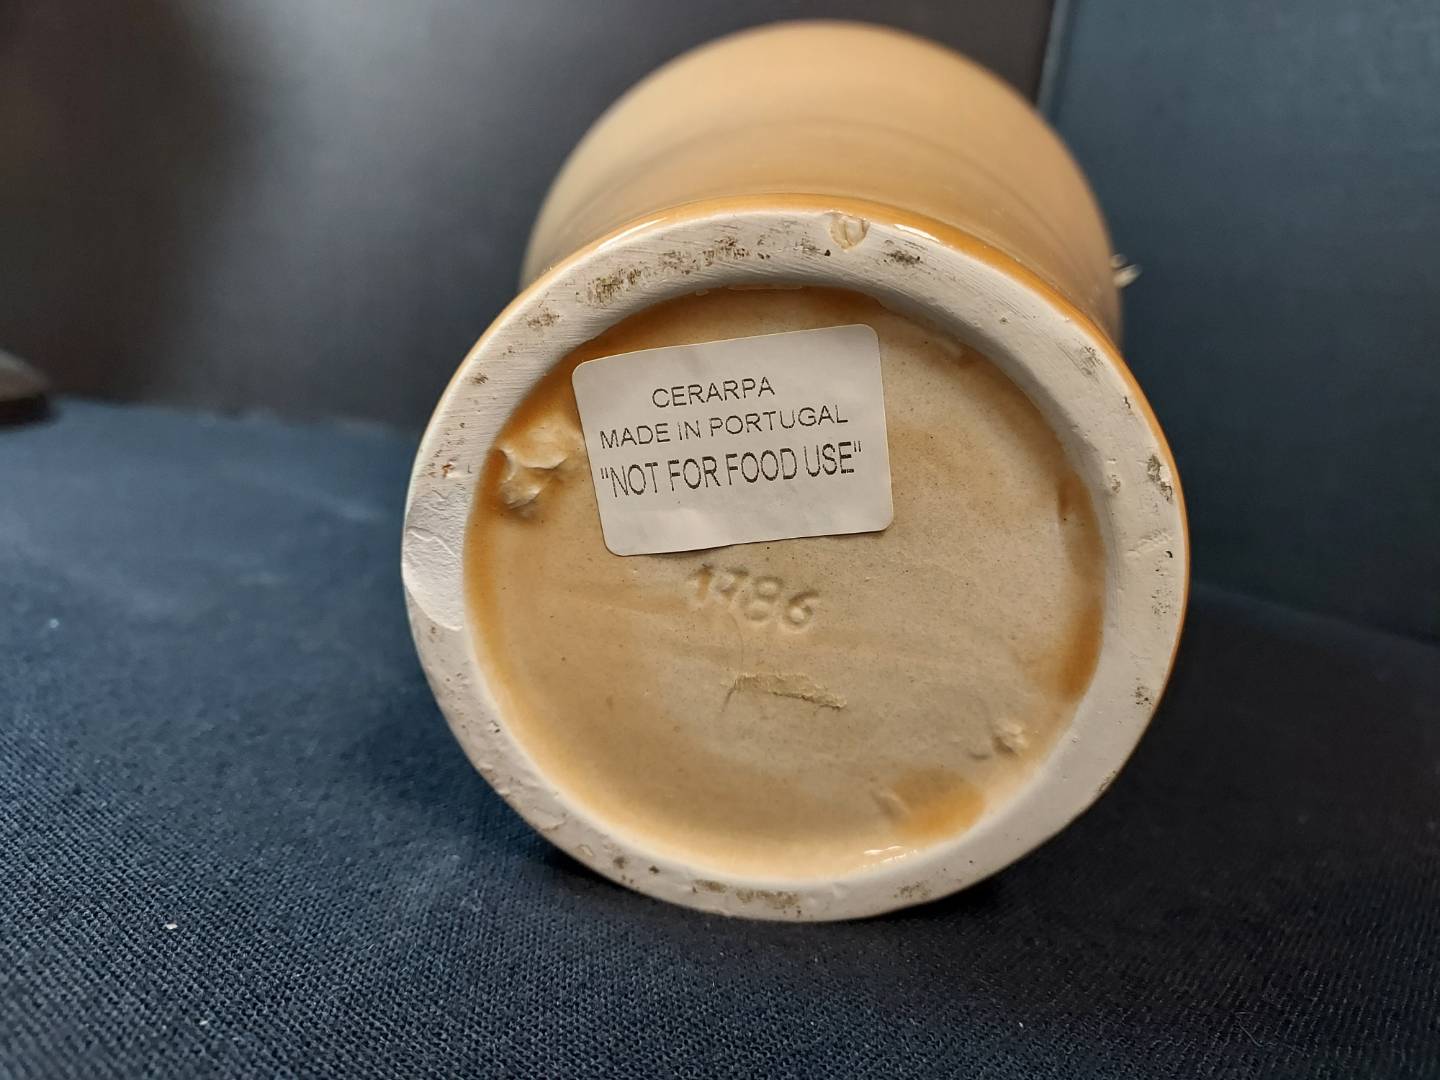 CERARPA
MADE IN PORTUGAL
"NOT FOR FOOD USE"
1786